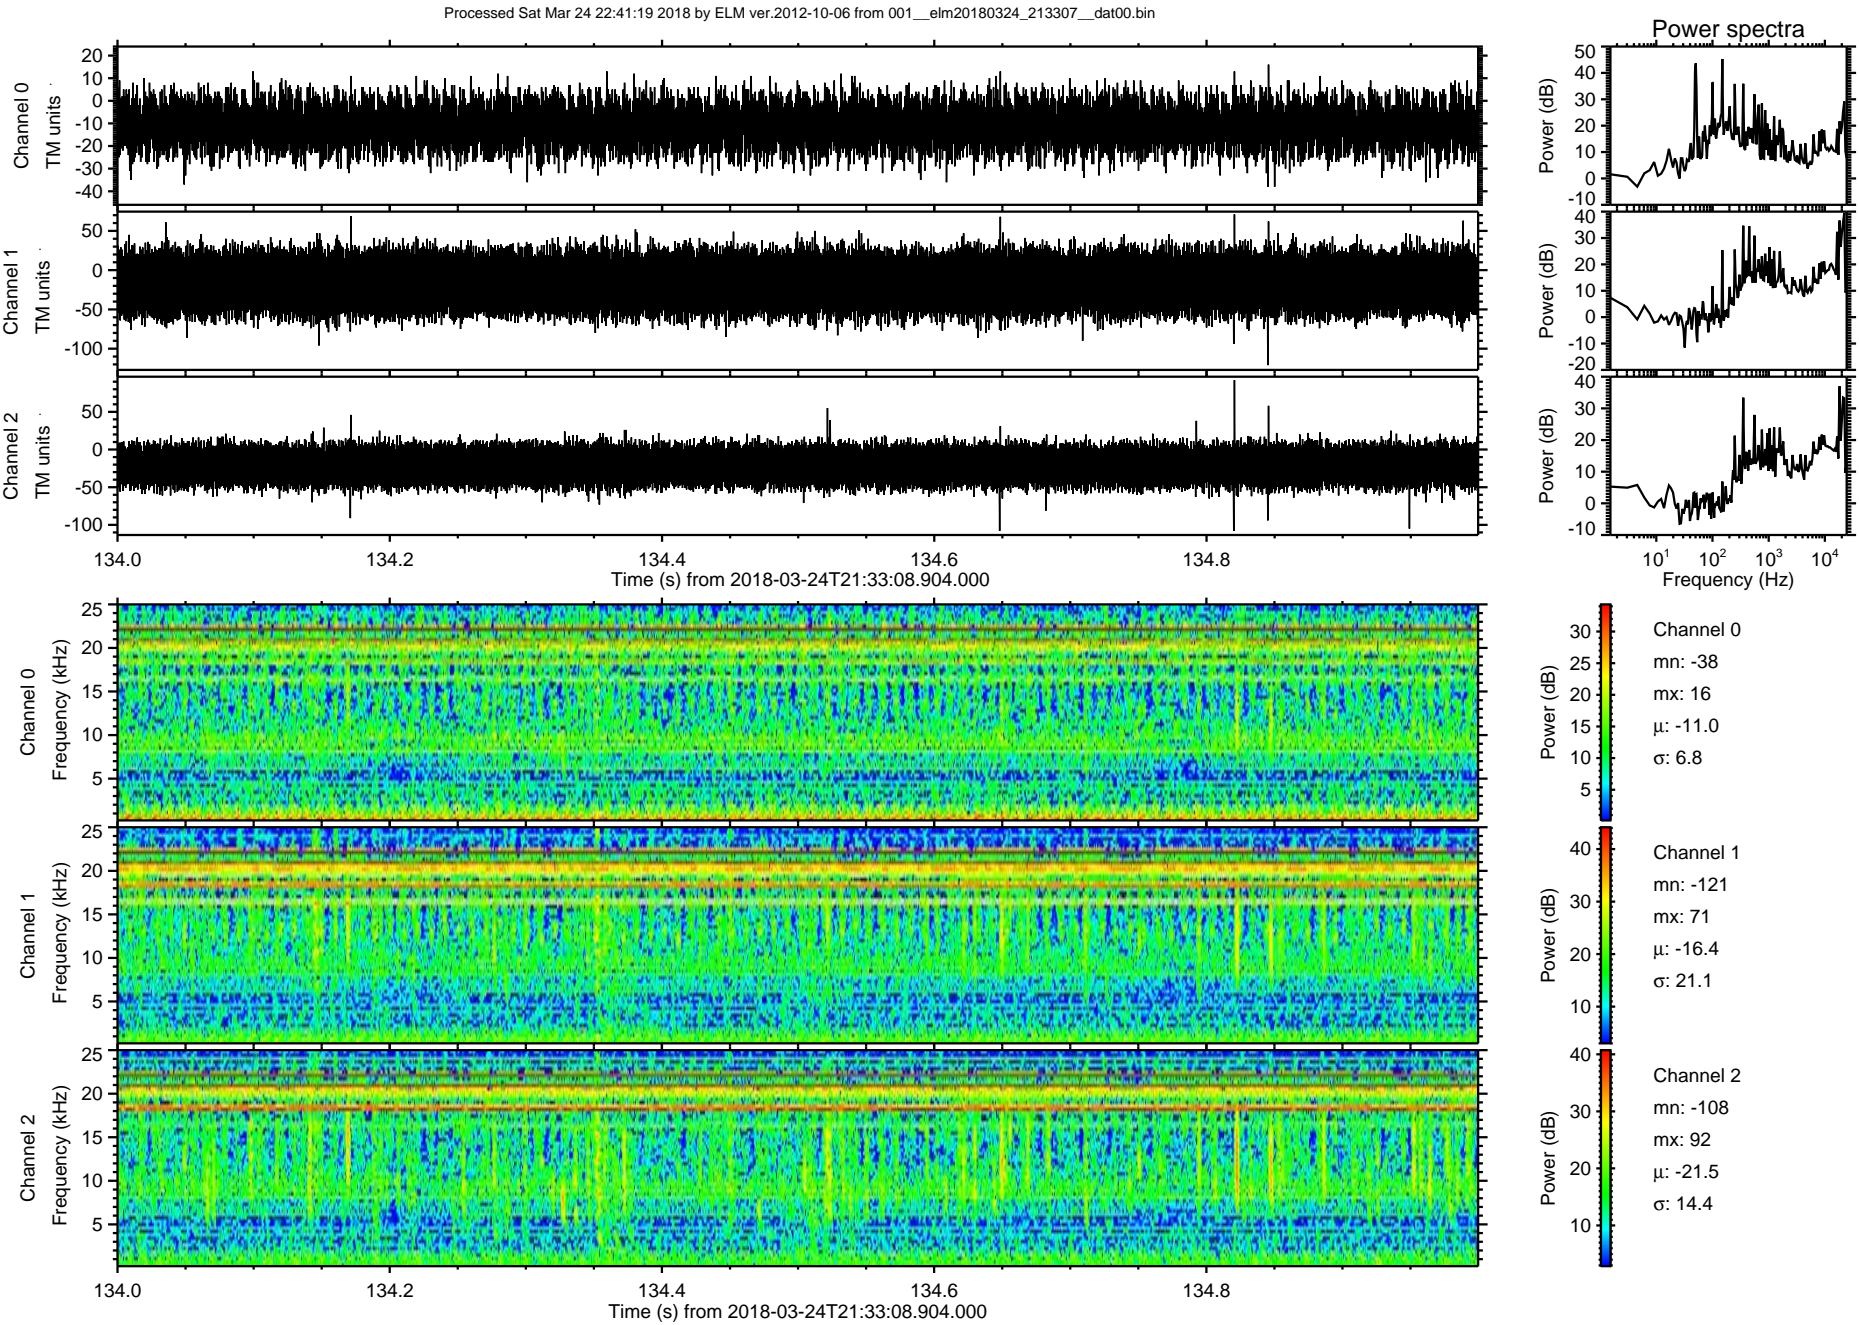 Processed Sat Mar 24 22:41:19 2018 by ELM ver.2012-10-06 from 001__elm20180324_213307__dat00.bin
Power spectra
Channel 0
TM units
20
10
0
-10
-20
-30
-40
Power (dB)
50
40
30
20
10
0
-10
Channel 1
TM units
50
0
-50
-100
Power (dB)
40
30
20
10
0
-10
-20
Channel 2
TM units
50
0
-50
-100
Power (dB)
40
30
20
10
0
-10
134.0 134.2 134.4 134.6 134.8
Time (s) from 2018-03-24T21:33:08.904.000
10¹ 10² 10³ 10⁴
Frequency (Hz)
Channel 0
Frequency (kHz)
25
20
15
10
5
Power (dB)
30
25
20
15
10
5
Channel 0
mn: -38
mx: 16
µ: -11.0
σ: 6.8
Channel 1
Frequency (kHz)
25
20
15
10
5
Power (dB)
40
30
20
10
Channel 1
mn: -121
mx: 71
µ: -16.4
σ: 21.1
Channel 2
Frequency (kHz)
25
20
15
10
5
Power (dB)
40
30
20
10
Channel 2
mn: -108
mx: 92
µ: -21.5
σ: 14.4
134.0 134.2 134.4 134.6 134.8
Time (s) from 2018-03-24T21:33:08.904.000